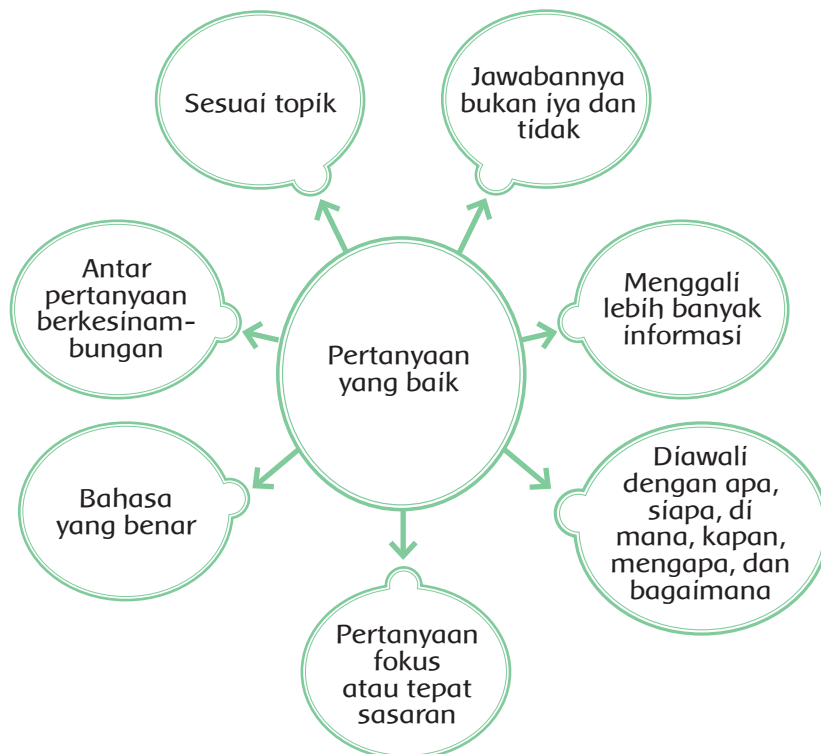 Sesuai topik
Jawabannya
bukan iya dan
tidak
Antar
pertanyaan
berkesinam-
bungan
Menggali
lebih banyak
informasi
Pertanyaan
yang baik
Bahasa
yang benar
Diawali
dengan apa,
siapa, di
mana, kapan,
mengapa, dan
bagaimana
Pertanyaan
fokus
atau tepat
sasaran